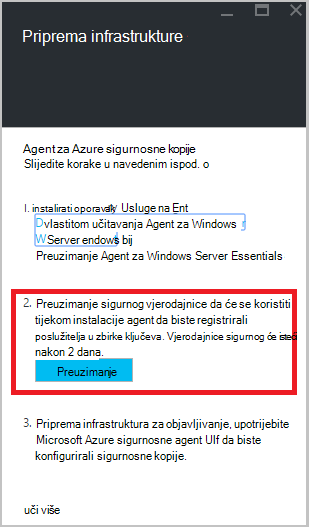 Priprema infrastrukture
Agent za Azure sigurnosne kopije
Slijedite korake u navedenim ispod. o
1. instalirati oporavak Usluge na Ent
Dvlastitom učitavanja Agent za Windows
WServer endows bij
Preuzimanje Agent za Windows Server Essentials
2. Preuzimanje sigurnog vjerodajnice da će se koristiti
tijekom instalacije agent da biste registrirali
poslužitelja u zbirke ključeva. Vjerodajnice sigurnog će isteći
nakon 2 dana.
Preuzimanje
3. Priprema infrastruktura za objavljivanje, upotrijebite
Microsoft Azure sigurnosne agent UIf da biste
konfigurirali sigurnosne kopije.
uči više